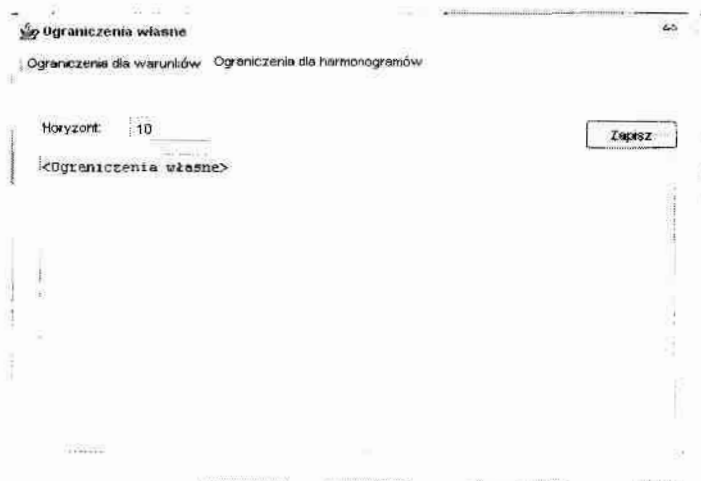 Ograniczenia własne
Ograniczenia dla warunków Ograniczenia dla harmonogramów
Horyzont: 10
Zapisz
<Ograniczenia własne>